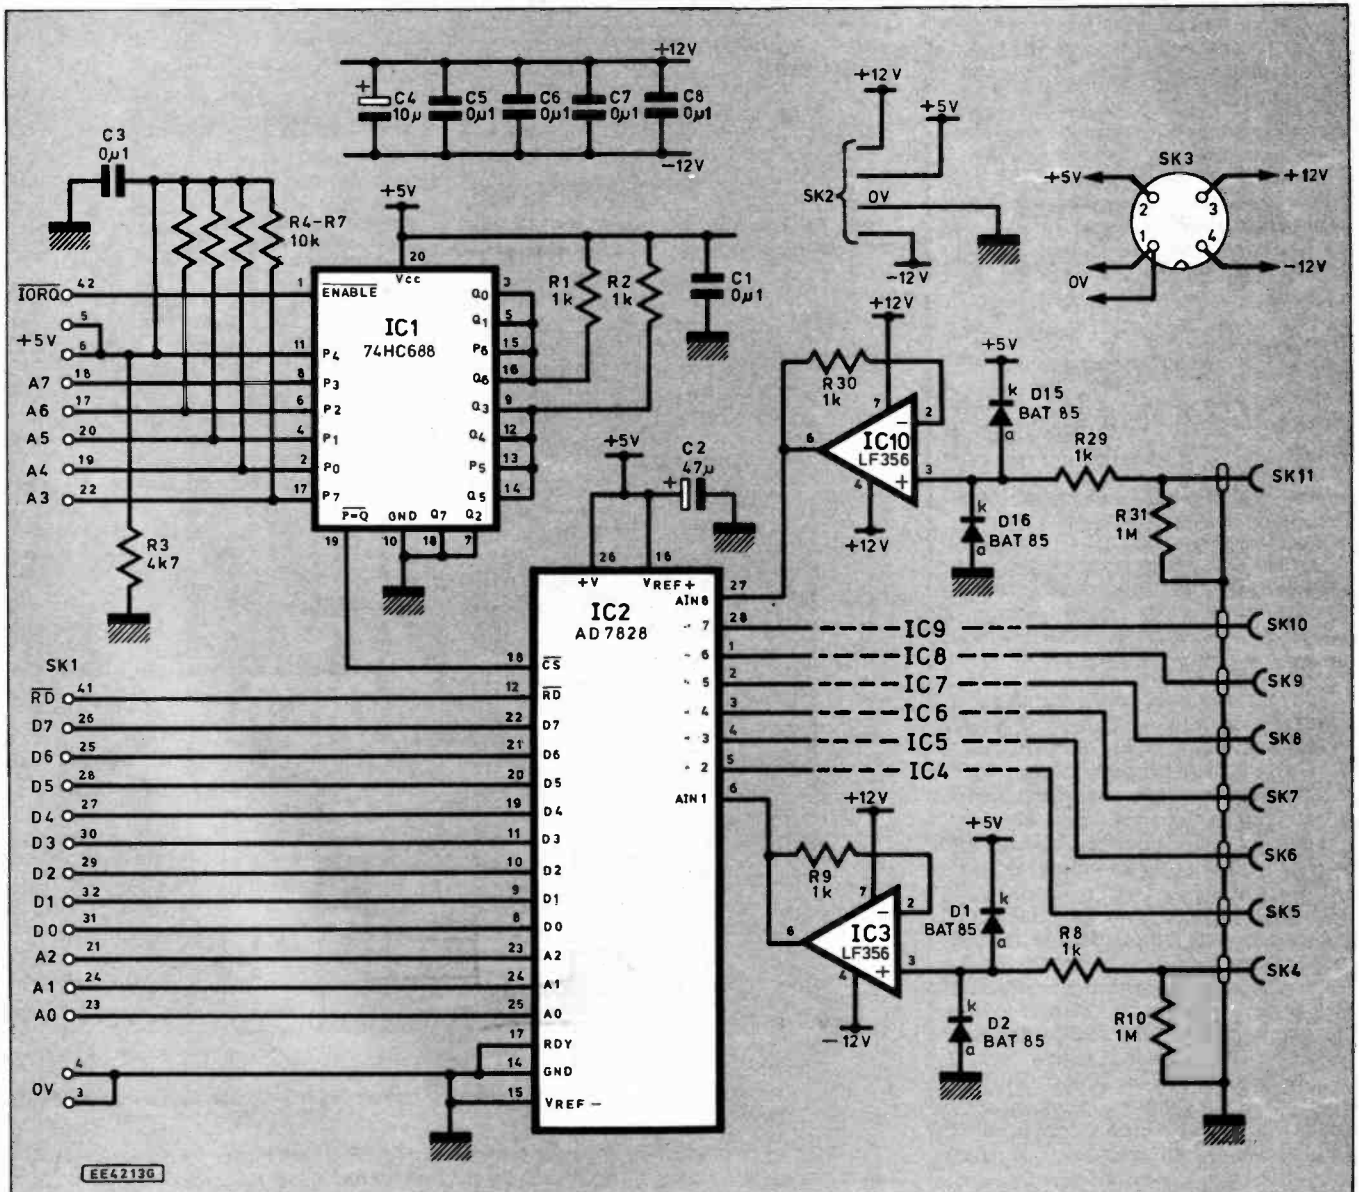 +12V
+
C4
10µ
C5
0µ1
C6
0µ1
C7
0µ1
C8
0µ1
-12V
C3
0µ1
R4-R7
10k
+5V
+12V
+5V
SK2
0V
-12V
SK3
+5V
+12V
2
3
1
4
0V
-12V
IORQ
42
5
+5V
6
A7
18
A6
17
A5
20
A4
19
A3
22
R3
4k7
20
Vcc
1
ENABLE
IC1
74HC688
11
P4
8
P3
6
P2
4
P1
2
P0
17
P7
3
Q0
5
Q1
15
P6
16
Q6
9
Q3
12
Q4
13
P5
14
Q5
P=Q
GND
Q7
Q2
19
10
18
7
R1
1k
R2
1k
C1
0µ1
+5V
C2
+
47µ
26
16
+V
VREF+
IC2
AD7828
27
AIN8
28
- 7
1
- 6
2
- 5
3
- 4
4
- 3
5
- 2
6
AIN1
SK1
18
CS
RD
41
12
RD
D7
26
22
D7
D6
25
21
D6
D5
28
20
D5
D4
27
19
D4
D3
30
11
D3
D2
29
10
D2
D1
32
9
D1
D0
31
8
D0
A2
21
23
A2
A1
24
24
A1
A0
23
25
A0
17
RDY
14
GND
15
VREF-
0V
4
3
+12V
R30
1k
7
2
-
IC10
LF356
6
3
+
4
+12V
+5V
k
D15
BAT 85
a
k
D16
BAT 85
a
R29
1k
R31
1M
SK11
IC9
SK10
IC8
SK9
IC7
SK8
IC6
SK7
IC5
SK6
IC4
SK5
+12V
R9
1k
7
2
-
IC3
LF356
6
3
+
4
-12V
+5V
k
D1
BAT 85
a
k
D2
BAT 85
a
R8
1k
R10
1M
SK4
EE4213G